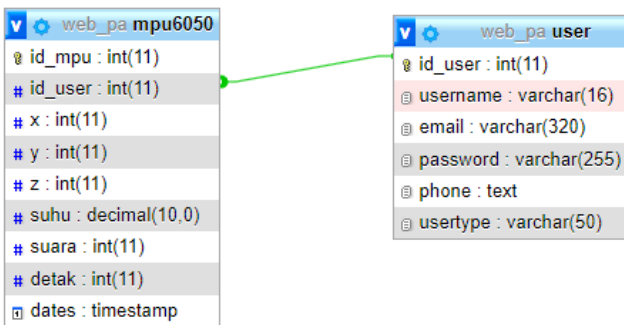 v web_pa mpu6050
id_mpu : int(11)
# id_user : int(11)
# x : int(11)
# y : int(11)
# z : int(11)
# suhu : decimal(10,0)
# suara : int(11)
# detak : int(11)
dates : timestamp
v web_pa user
id_user : int(11)
username : varchar(16)
email : varchar(320)
password : varchar(255)
phone : text
usertype : varchar(50)